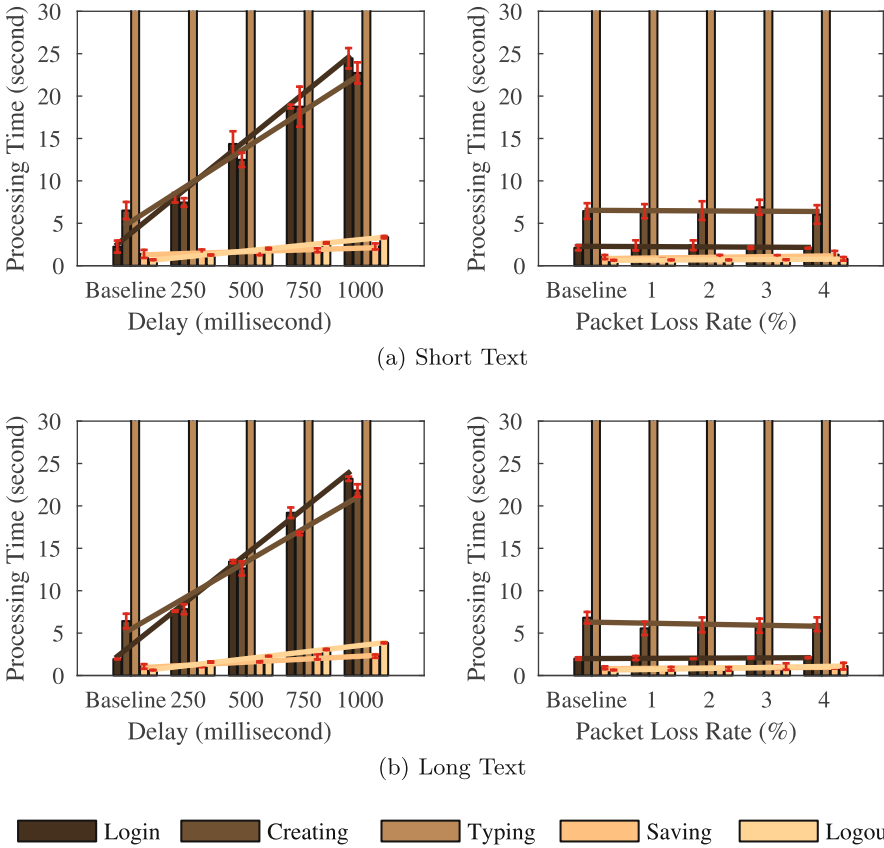 Processing Time (second)
30
25
20
15
10
5
0
Baseline 250 500 750 1000
Delay (millisecond)
Processing Time (second)
30
25
20
15
10
5
0
Baseline 1 2 3 4
Packet Loss Rate (%)
(a) Short Text
Processing Time (second)
30
25
20
15
10
5
0
Baseline 250 500 750 1000
Delay (millisecond)
Processing Time (second)
30
25
20
15
10
5
0
Baseline 1 2 3 4
Packet Loss Rate (%)
(b) Long Text
Login Creating Typing Saving Logou